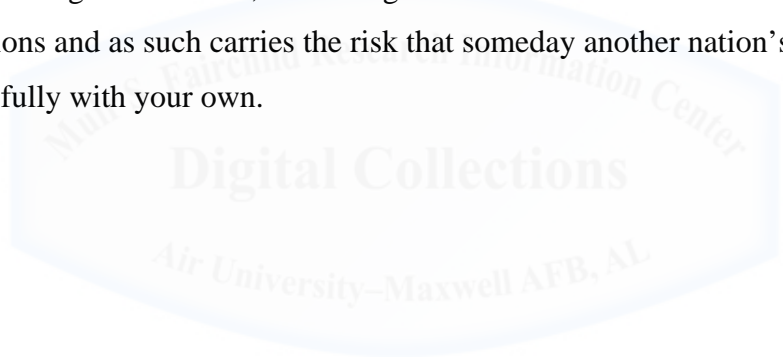 ons and as such carries the risk that someday another nation’s
fully with your own.
Muir S. Fairchild Research Information Center
Digital Collections
Air University–Maxwell AFB, AL